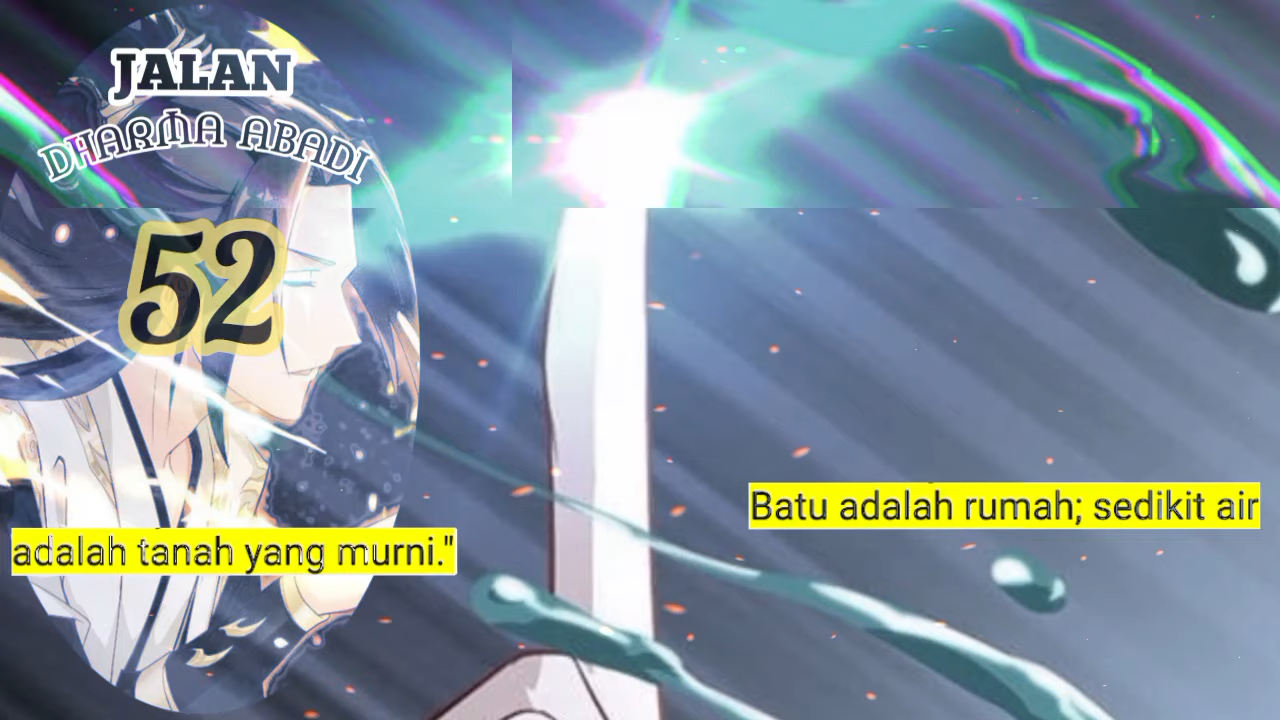 JALAN
DHARMA ABADI
52
Batu adalah rumah; sedikit air
adalah tanah yang murni."